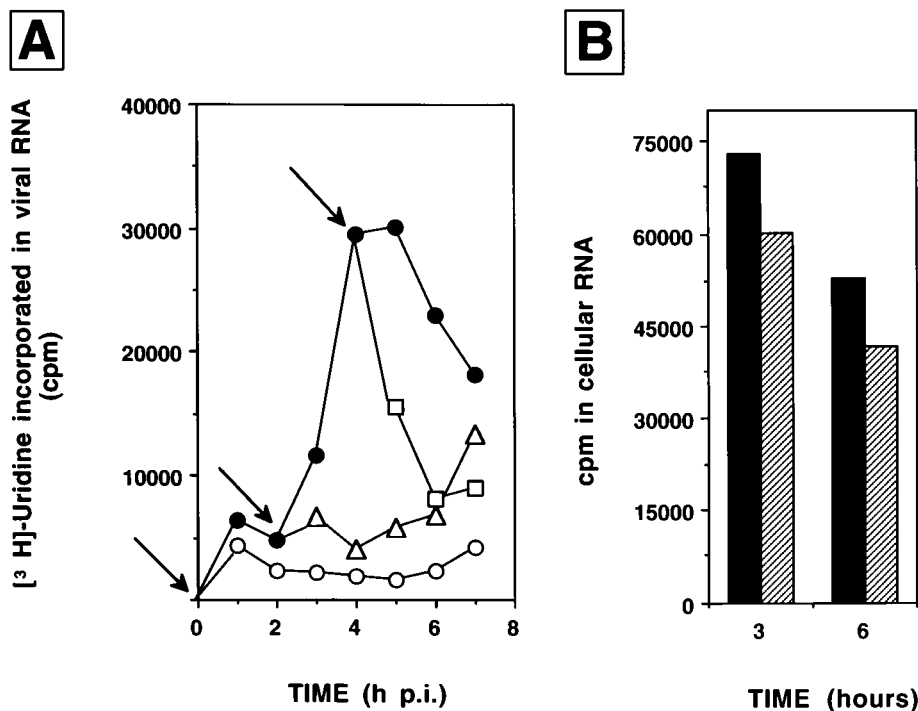 A
[³ H]-Uridine incorporated in viral RNA
(cpm)
40000
30000
20000
10000
0
2
4
6
8
TIME (h p.i.)
B
cpm in cellular RNA
75000
60000
45000
30000
15000
0
3
6
TIME (hours)